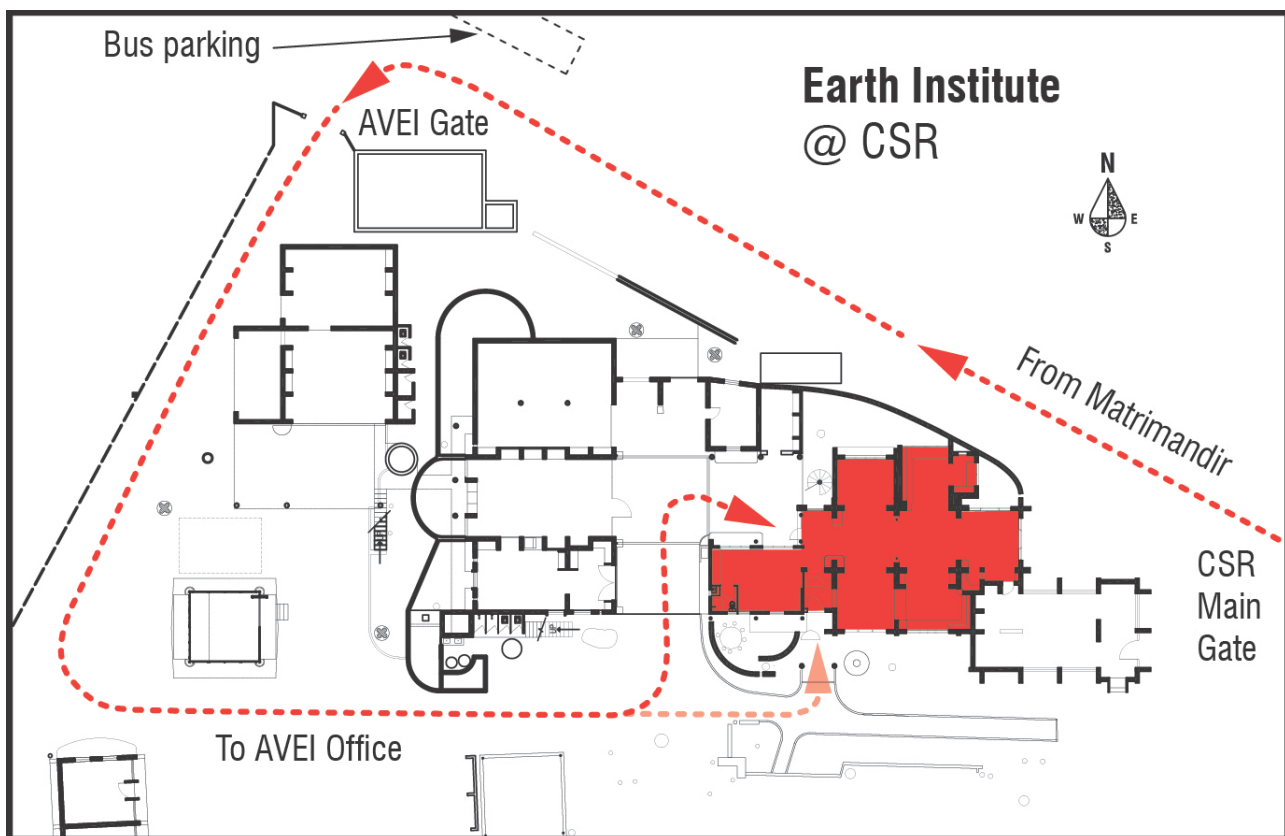 Bus parking
Earth Institute
@ CSR
AVEI Gate
N
W E
S
From Matrimandir
CSR
Main
Gate
To AVEI Office